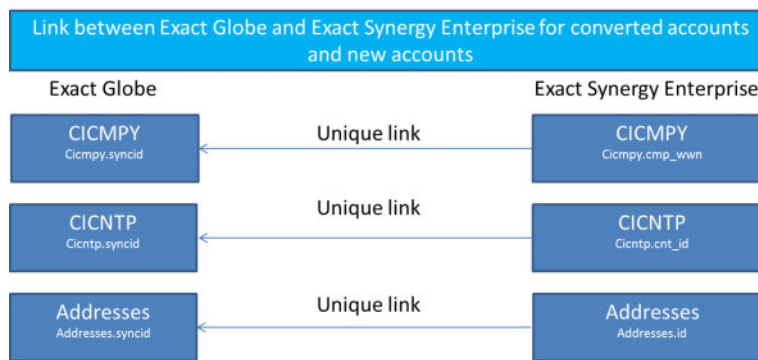 Link between Exact Globe and Exact Synergy Enterprise for converted accounts
and new accounts
Exact Globe
Exact Synergy Enterprise
CICMPY
Cicmpy.syncid
Unique link
CICMPY
Cicmpy.cmp_wwn
CICNTP
Cicntp.syncid
Unique link
CICNTP
Cicntp.cnt_id
Addresses
Addresses.syncid
Unique link
Addresses
Addresses.id